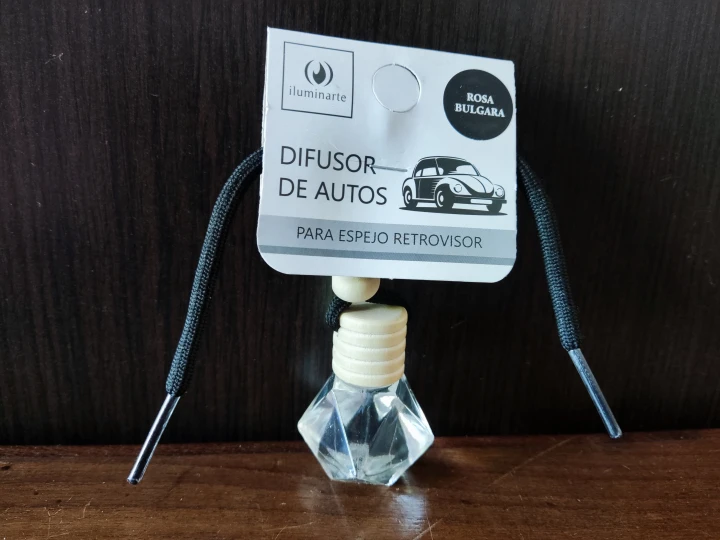 iluminarte
ROSA
BULGARA
DIFUSOR
DE AUTOS
PARA ESPEJO RETROVISOR